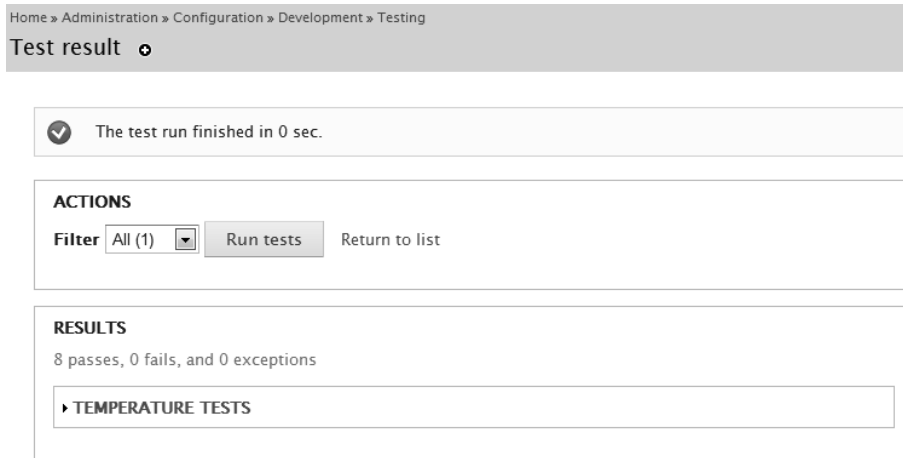 Home » Administration » Configuration » Development » Testing
Test result
The test run finished in 0 sec.
ACTIONS
Filter All (1) Run tests Return to list
RESULTS
8 passes, 0 fails, and 0 exceptions
TEMPERATURE TESTS